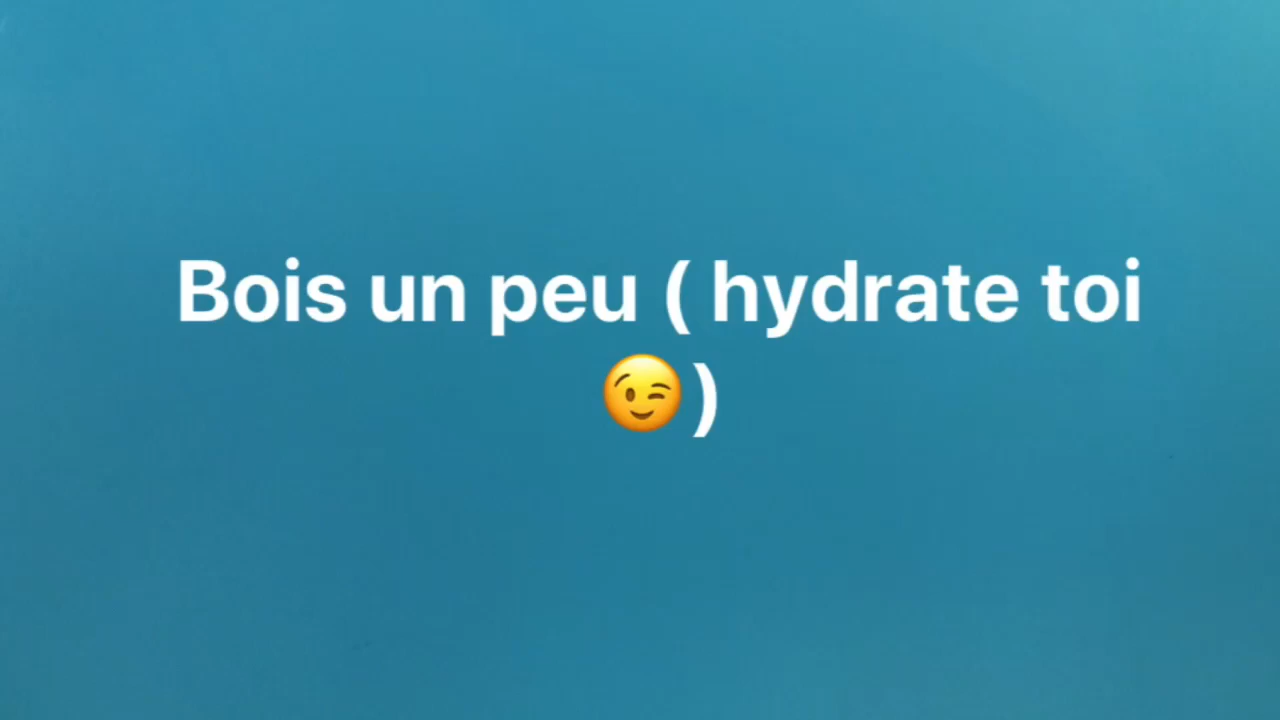 Bois un peu ( hydrate toi
😉 )